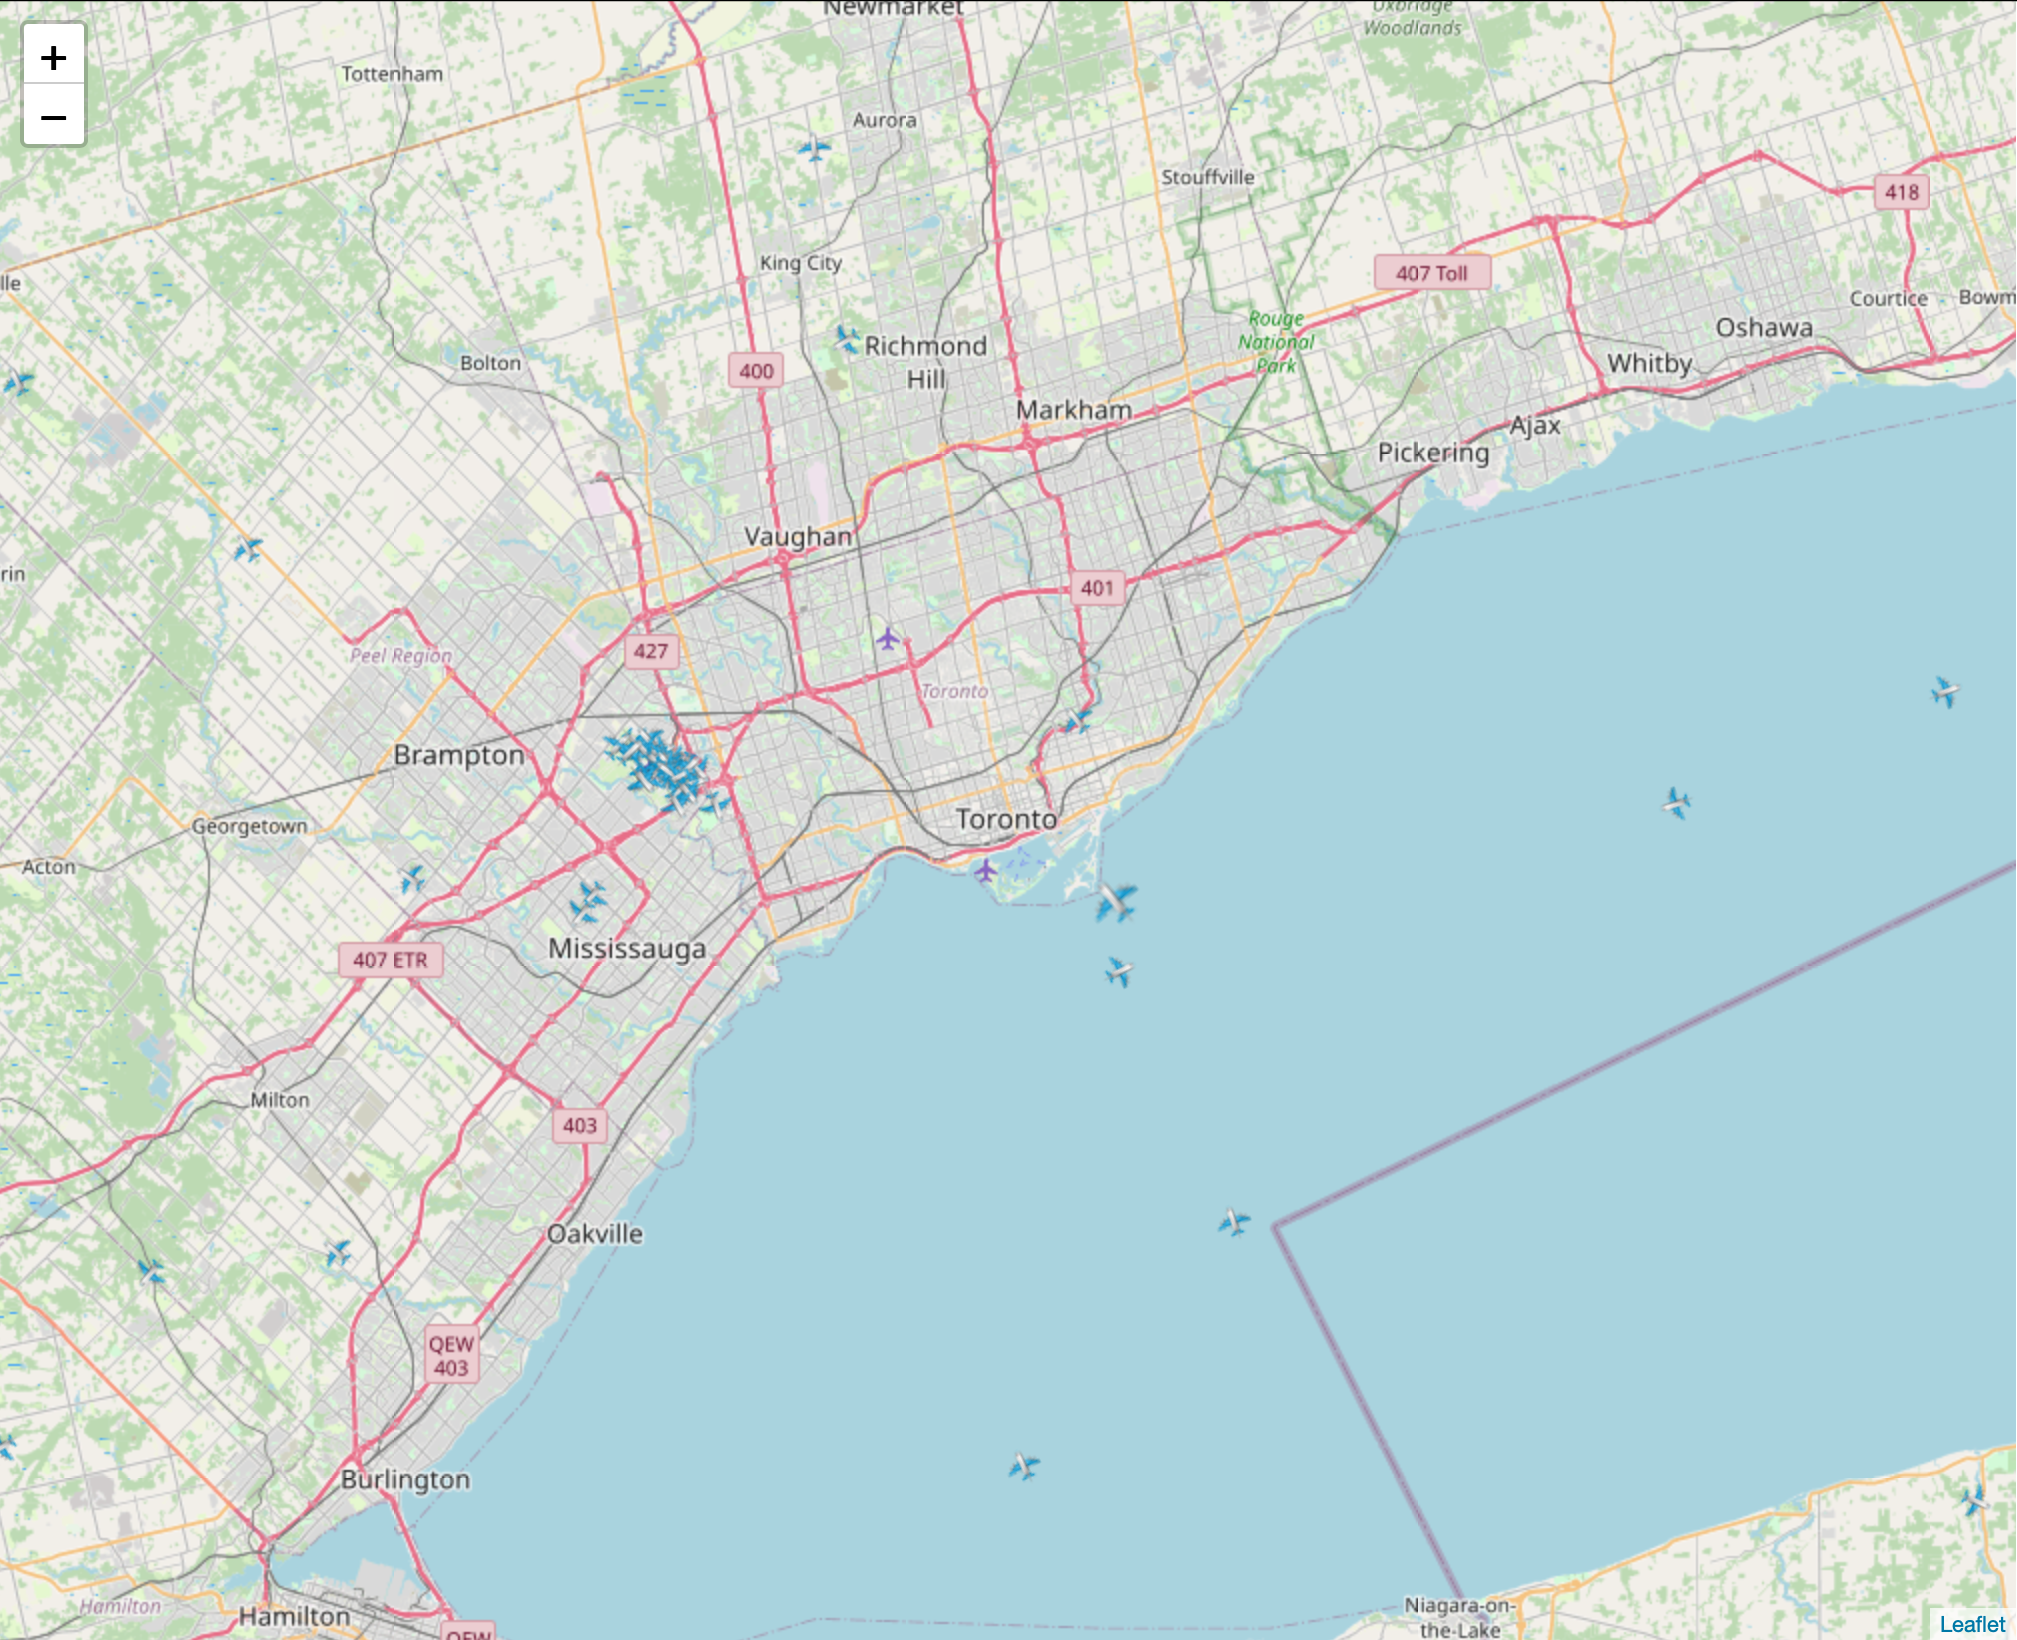 Newmarket
Uxbridge
Woodlands
+
−
Tottenham
Aurora
Stouffville
418
King City
407 Toll
lle
Courtice
Bowm
Rouge
National
Park
Oshawa
Richmond
Hill
Bolton
400
Whitby
Markham
Ajax
Pickering
Vaughan
rin
401
427
Peel Region
Toronto
Brampton
Georgetown
Toronto
Acton
Mississauga
407 ETR
Milton
403
Oakville
QEW
403
Burlington
Hamilton
Hamilton
Niagara-on-
the-Lake
QEW
Leaflet